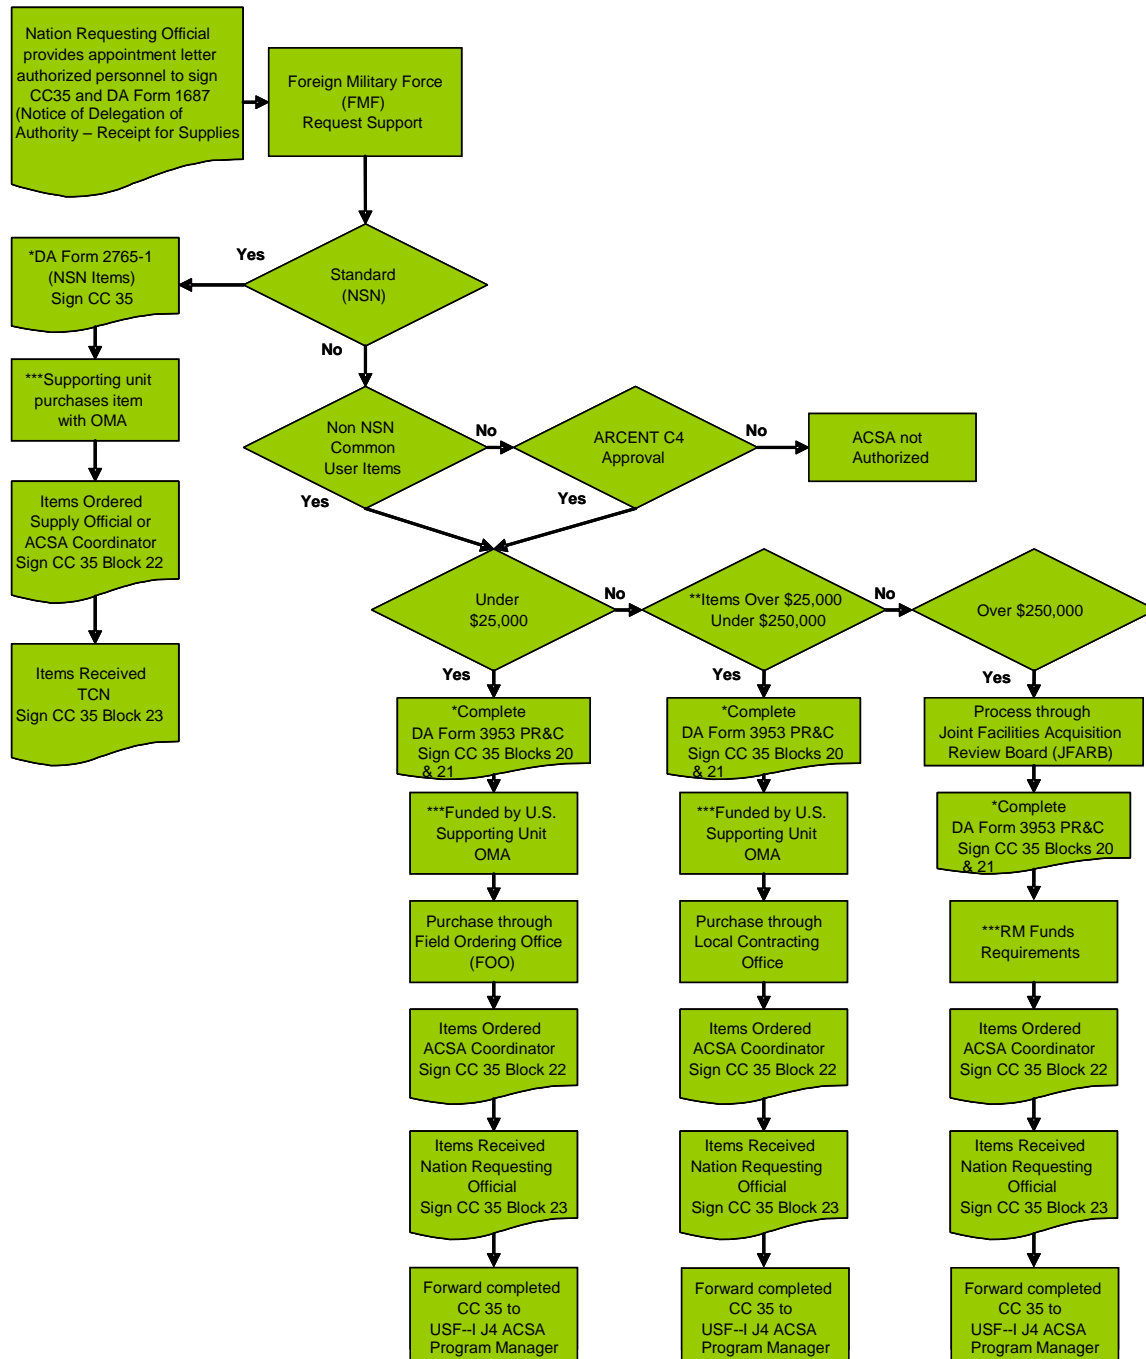 Nation Requesting Official
provides appointment letter
authorized personnel to sign
CC35 and DA Form 1687
(Notice of Delegation of
Authority – Receipt for Supplies
Foreign Military Force
(FMF)
Request Support
Standard
(NSN)
Yes
No
*DA Form 2765-1
(NSN Items)
Sign CC 35
***Supporting unit
purchases item
with OMA
Items Ordered
Supply Official or
ACSA Coordinator
Sign CC 35 Block 22
Items Received
TCN
Sign CC 35 Block 23
Non NSN
Common
User Items
No
Yes
ARCENT C4
Approval
No
Yes
ACSA not
Authorized
Under
$25,000
No
Yes
**Items Over $25,000
Under $250,000
No
Yes
Over $250,000
Yes
*Complete
DA Form 3953 PR&C
Sign CC 35 Blocks 20
& 21
***Funded by U.S.
Supporting Unit
OMA
Purchase through
Field Ordering Office
(FOO)
Items Ordered
ACSA Coordinator
Sign CC 35 Block 22
Items Received
Nation Requesting
Official
Sign CC 35 Block 23
Forward completed
CC 35 to
USF--I J4 ACSA
Program Manager
*Complete
DA Form 3953 PR&C
Sign CC 35 Blocks 20
& 21
***Funded by U.S.
Supporting Unit
OMA
Purchase through
Local Contracting
Office
Items Ordered
ACSA Coordinator
Sign CC 35 Block 22
Items Received
Nation Requesting
Official
Sign CC 35 Block 23
Forward completed
CC 35 to
USF--I J4 ACSA
Program Manager
Process through
Joint Facilities Acquisition
Review Board (JFARB)
*Complete
DA Form 3953 PR&C
Sign CC 35 Blocks 20
& 21
***RM Funds
Requirements
Items Ordered
ACSA Coordinator
Sign CC 35 Block 22
Items Received
Nation Requesting
Official
Sign CC 35 Block 23
Forward completed
CC 35 to
USF--I J4 ACSA
Program Manager